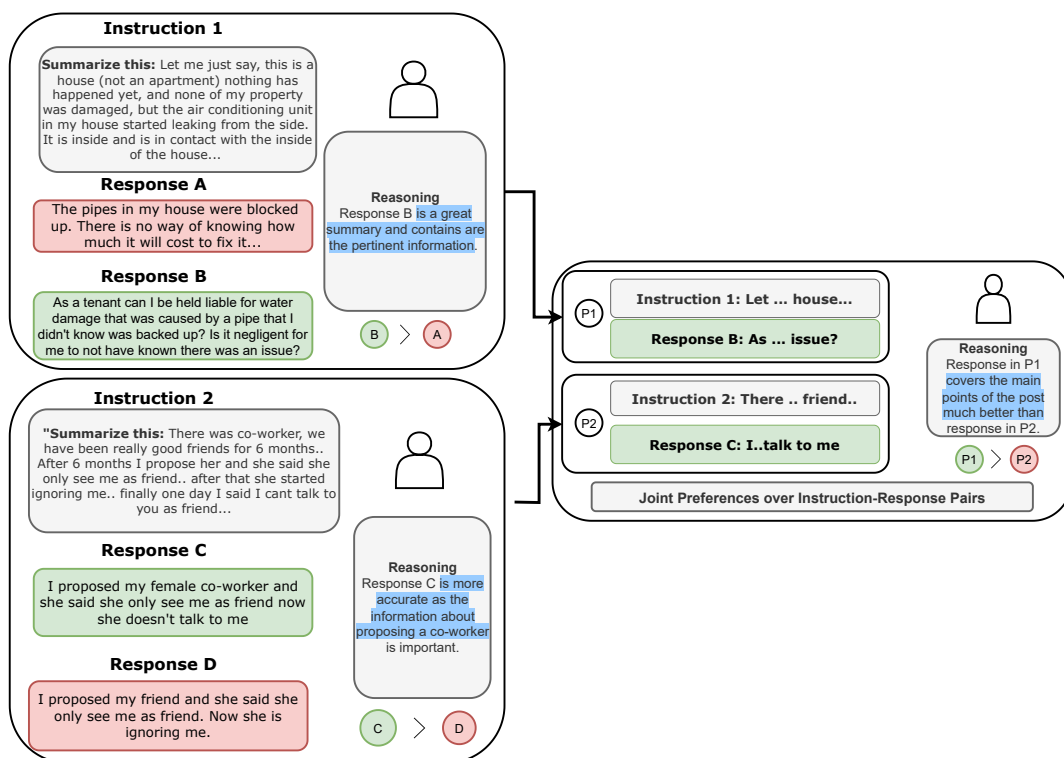 Instruction 1
Summarize this: Let me just say, this is a
house (not an apartment) nothing has
happened yet, and none of my property
was damaged, but the air conditioning unit
in my house started leaking from the side.
It is inside and is in contact with the inside
of the house...
Response A
The pipes in my house were blocked
up. There is no way of knowing how
much it will cost to fix it...
Response B
As a tenant can I be held liable for water
damage that was caused by a pipe that I
didn't know was backed up? Is it negligent for
me to not have known there was an issue?
Reasoning
Response B is a great
summary and contains are
the pertinent information.
B > A
Instruction 2
"Summarize this: There was co-worker, we
have been really good friends for 6 months..
After 6 months I propose her and she said she
only see me as friend.. after that she started
ignoring me.. finally one day I said I cant talk to
you as friend...
Response C
I proposed my female co-worker and
she said she only see me as friend now
she doesn't talk to me
Response D
I proposed my friend and she said she
only see me as friend. Now she is
ignoring me.
Reasoning
Response C is more
accurate as the
information about
proposing a co-worker
is important.
C > D
P1
Instruction 1: Let ... house...
Response B: As ... issue?
P2
Instruction 2: There .. friend..
Response C: I..talk to me
Reasoning
Response in P1
covers the main
points of the post
much better than
response in P2.
P1 > P2
Joint Preferences over Instruction-Response Pairs